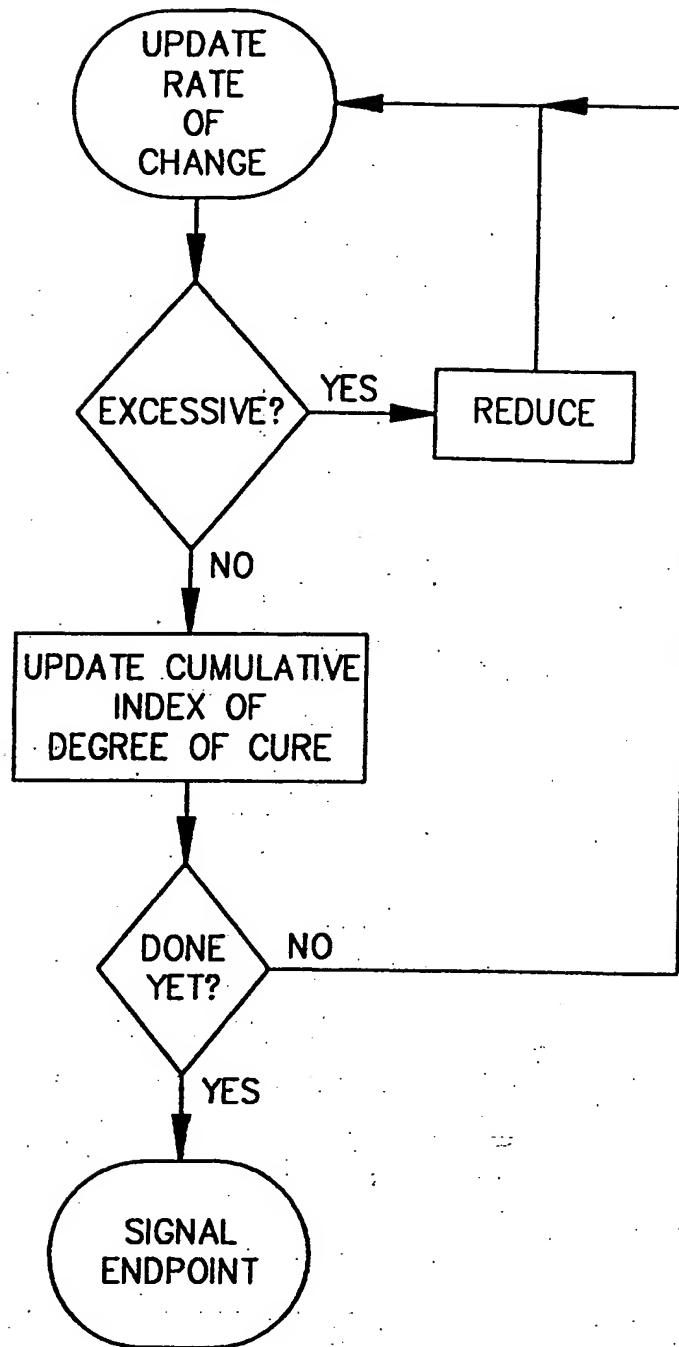 UPDATE
RATE
OF
CHANGE
EXCESSIVE?
YES
REDUCE
NO
UPDATE CUMULATIVE
INDEX OF
DEGREE OF CURE
DONE
YET?
NO
YES
SIGNAL
ENDPOINT